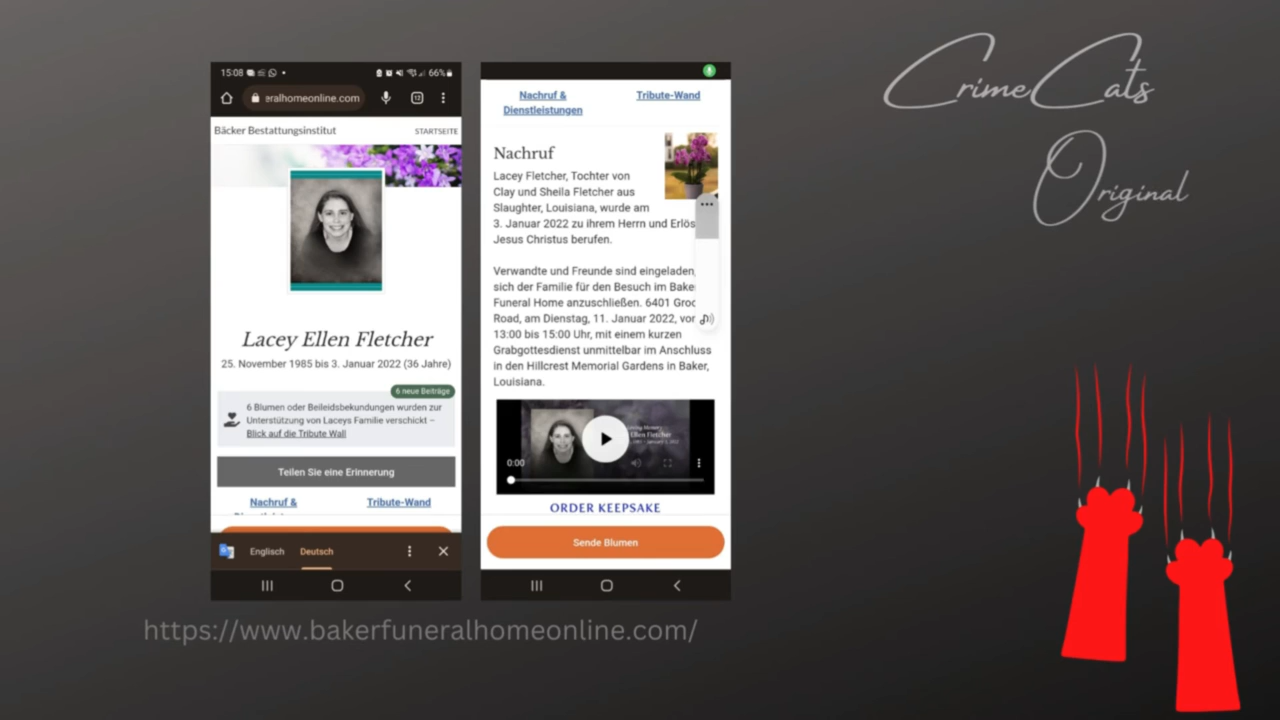 CrimeCats
Original
15:08
66%
eralhomeonline.com
13
Bäcker Bestattungsinstitut
STARTSEITE
Lacey Ellen Fletcher
25. November 1985 bis 3. Januar 2022 (36 Jahre)
6 neue Beiträge
6 Blumen oder Beileidsbekundungen wurden zur
Unterstützung von Laceys Familie verschickt –
Blick auf die Tribute Wall
Teilen Sie eine Erinnerung
Nachruf &
Tribute-Wand
Englisch
Deutsch
Nachruf &
Dienstleistungen
Tribute-Wand
Nachruf
Lacey Fletcher, Tochter von
Clay und Sheila Fletcher aus
Slaughter, Louisiana, wurde am
3. Januar 2022 zu ihrem Herrn und Erlös
Jesus Christus berufen.
Verwandte und Freunde sind eingeladen,
sich der Familie für den Besuch im Bake
Funeral Home anzuschließen. 6401 Groo
Road, am Dienstag, 11. Januar 2022, vor
13:00 bis 15:00 Uhr, mit einem kurzen
Grabgottesdienst unmittelbar im Anschluss
in den Hillcrest Memorial Gardens in Baker,
Louisiana.
Ellen Fletcher
0:00
ORDER KEEPSAKE
Sende Blumen
https://www.bakerfuneralhomeonline.com/